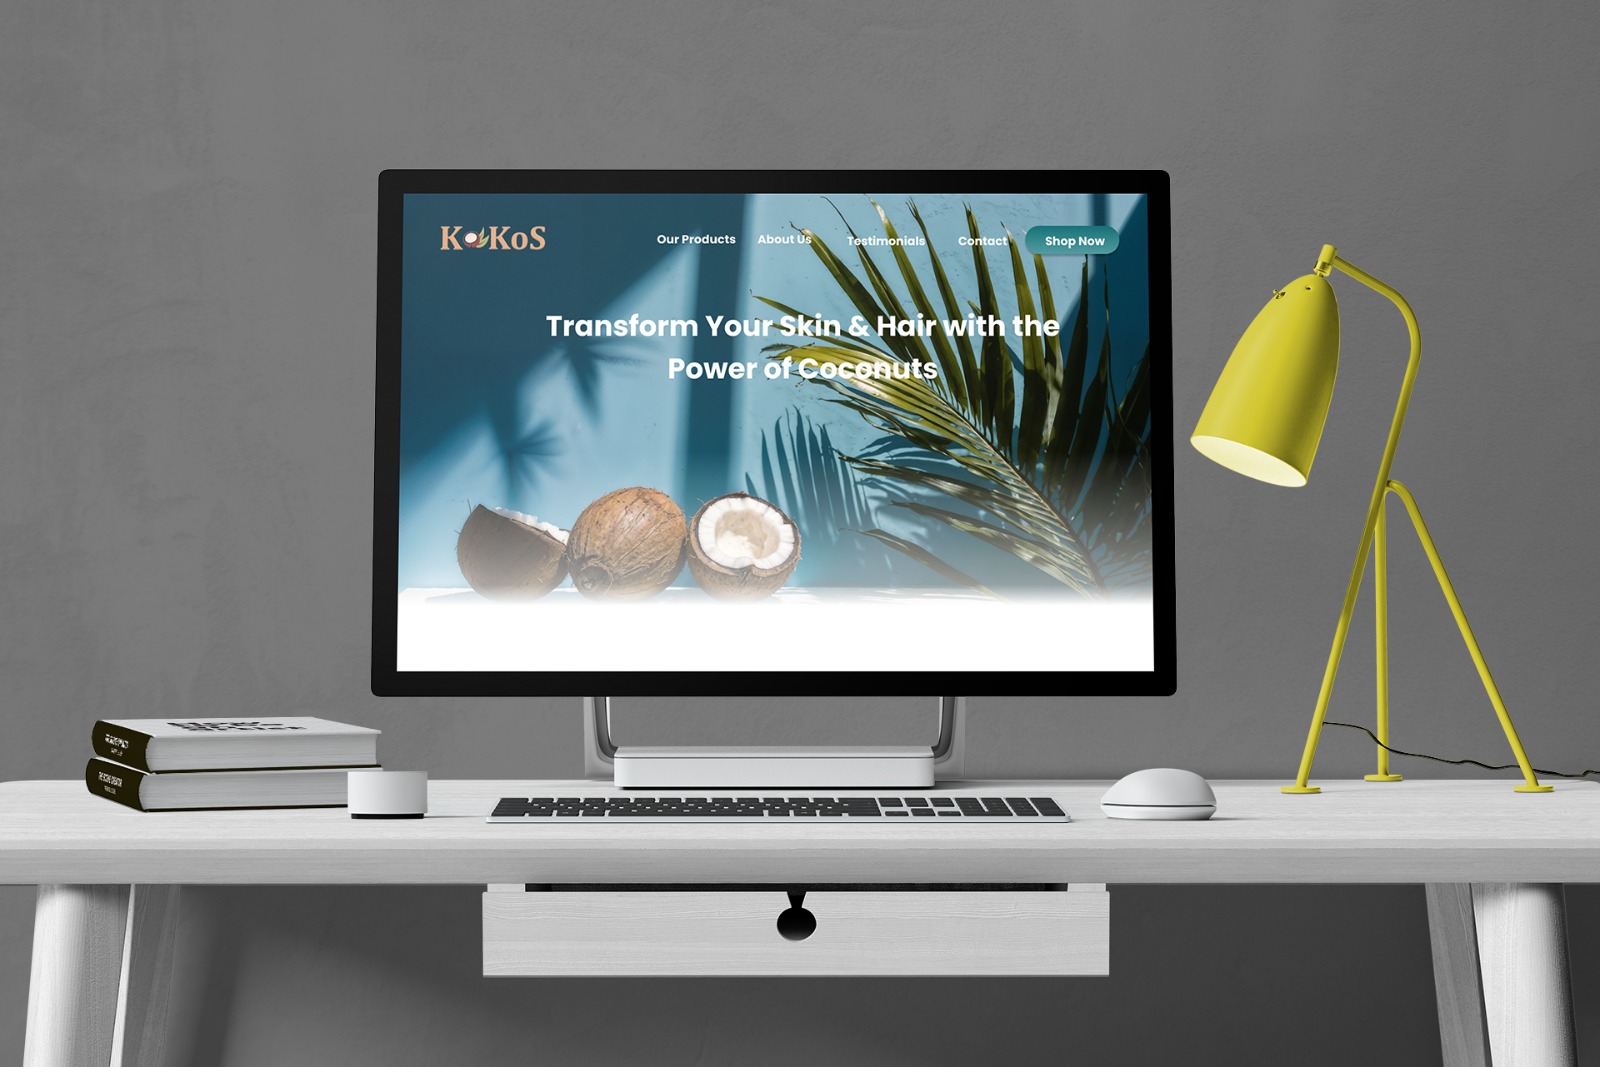 KoKoS
Our Products About Us Testimonials Contact Shop Now
Transform Your Skin & Hair with the
Power of Coconuts